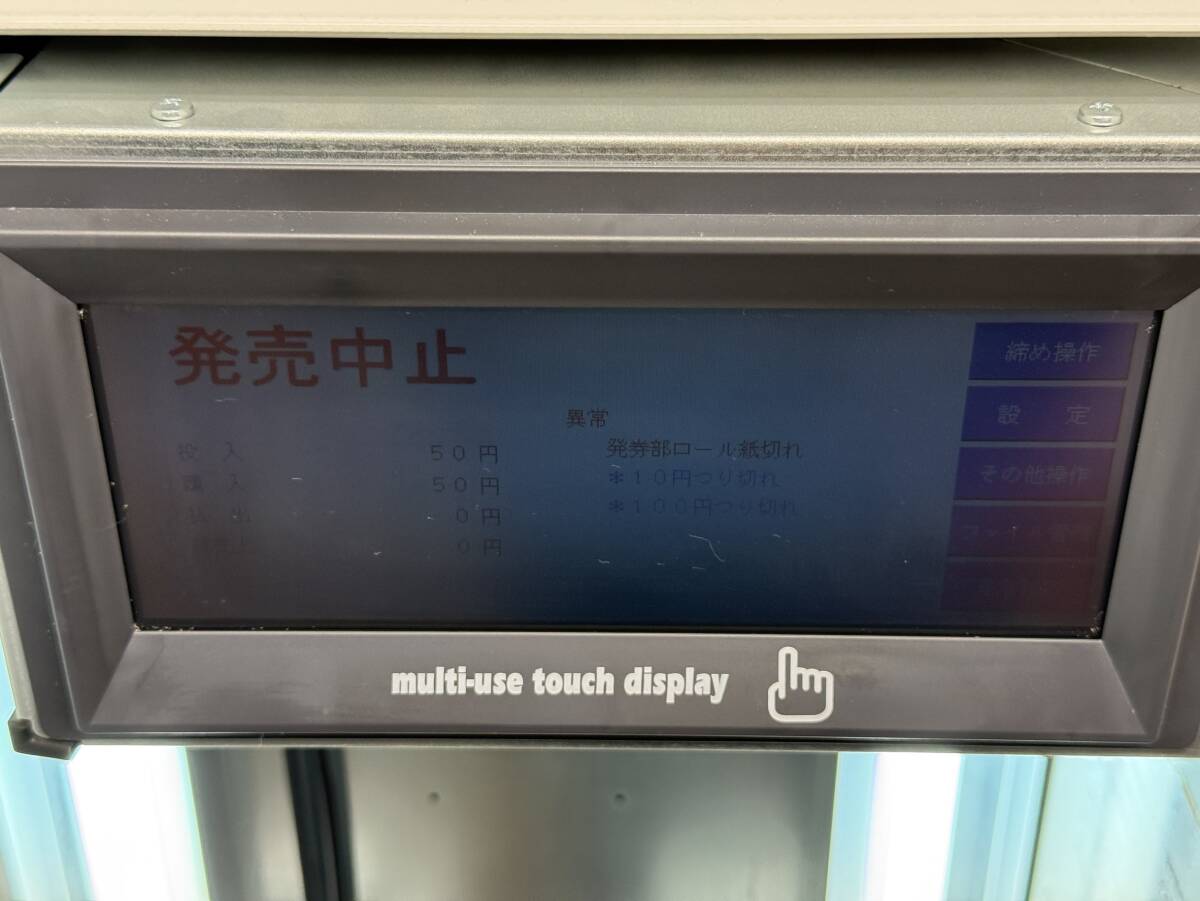 発売中止
異常
投 入 50円
購 入 50円
払 出 0円
0円
発券部ロール紙切れ
*10円つり切れ
*100円つり切れ
締め操作
設 定
その他操作
multi-use touch display